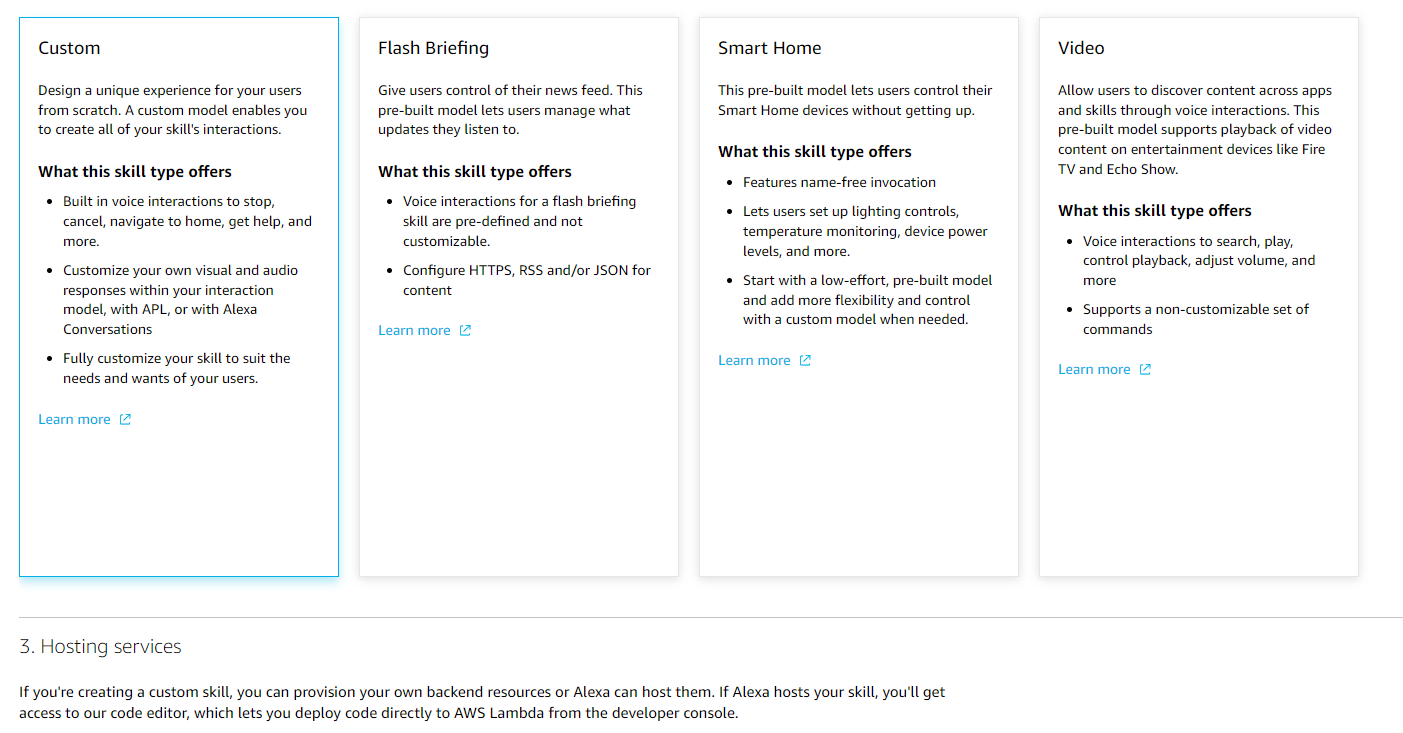 Custom
Design a unique experience for your users
from scratch. A custom model enables you
to create all of your skill's interactions.
What this skill type offers
Built in voice interactions to stop,
cancel, navigate to home, get help, and
more.
Customize your own visual and audio
responses within your interaction
model, with APL, or with Alexa
Conversations
Fully customize your skill to suit the
needs and wants of your users.
Learn more
Flash Briefing
Give users control of their news feed. This
pre-built model lets users manage what
updates they listen to.
What this skill type offers
Voice interactions for a flash briefing
skill are pre-defined and not
customizable.
Configure HTTPS, RSS and/or JSON for
content
Learn more
Smart Home
This pre-built model lets users control their
Smart Home devices without getting up.
What this skill type offers
Features name-free invocation
Lets users set up lighting controls,
temperature monitoring, device power
levels, and more.
Start with a low-effort, pre-built model
and add more flexibility and control
with a custom model when needed.
Learn more
Video
Allow users to discover content across apps
and skills through voice interactions. This
pre-built model supports playback of video
content on entertainment devices like Fire
TV and Echo Show.
What this skill type offers
Voice interactions to search, play,
control playback, adjust volume, and
more
Supports a non-customizable set of
commands
Learn more
3. Hosting services
If you're creating a custom skill, you can provision your own backend resources or Alexa can host them. If Alexa hosts your skill, you'll get
access to our code editor, which lets you deploy code directly to AWS Lambda from the developer console.